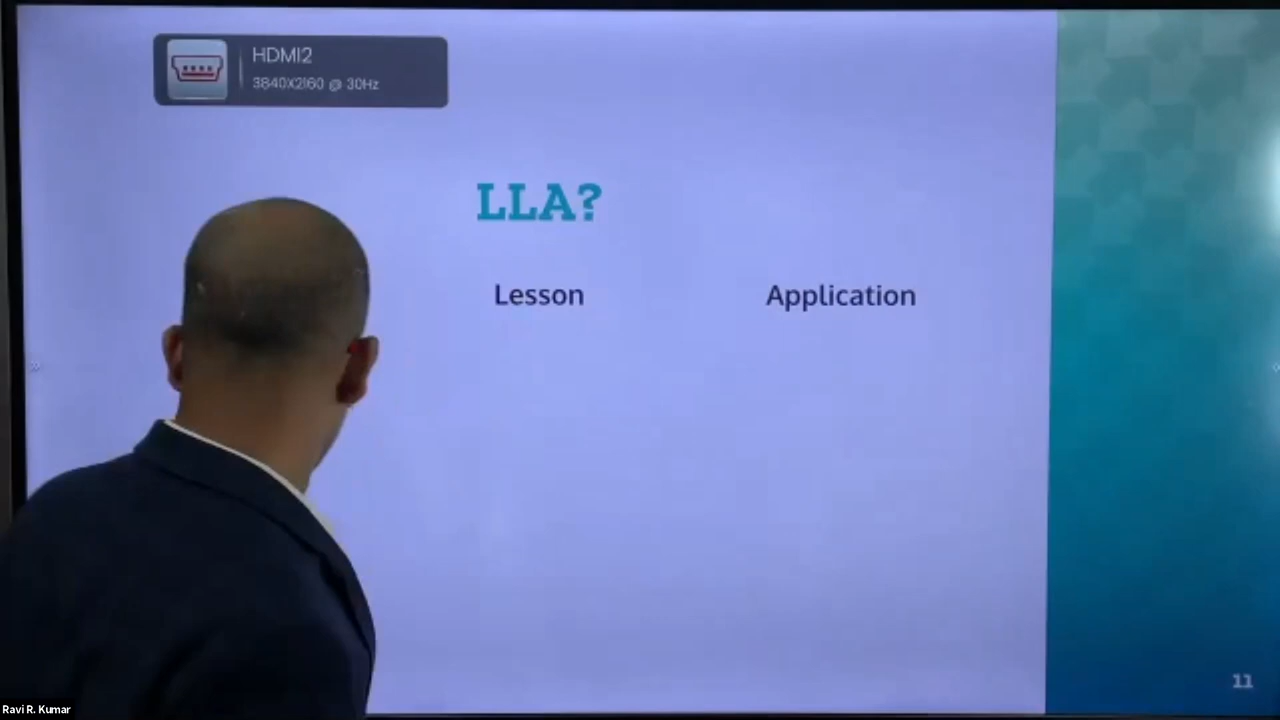 HDMI2
3840X2160 @ 30Hz
LLA?
Lesson Application
11
Ravi R. Kumar